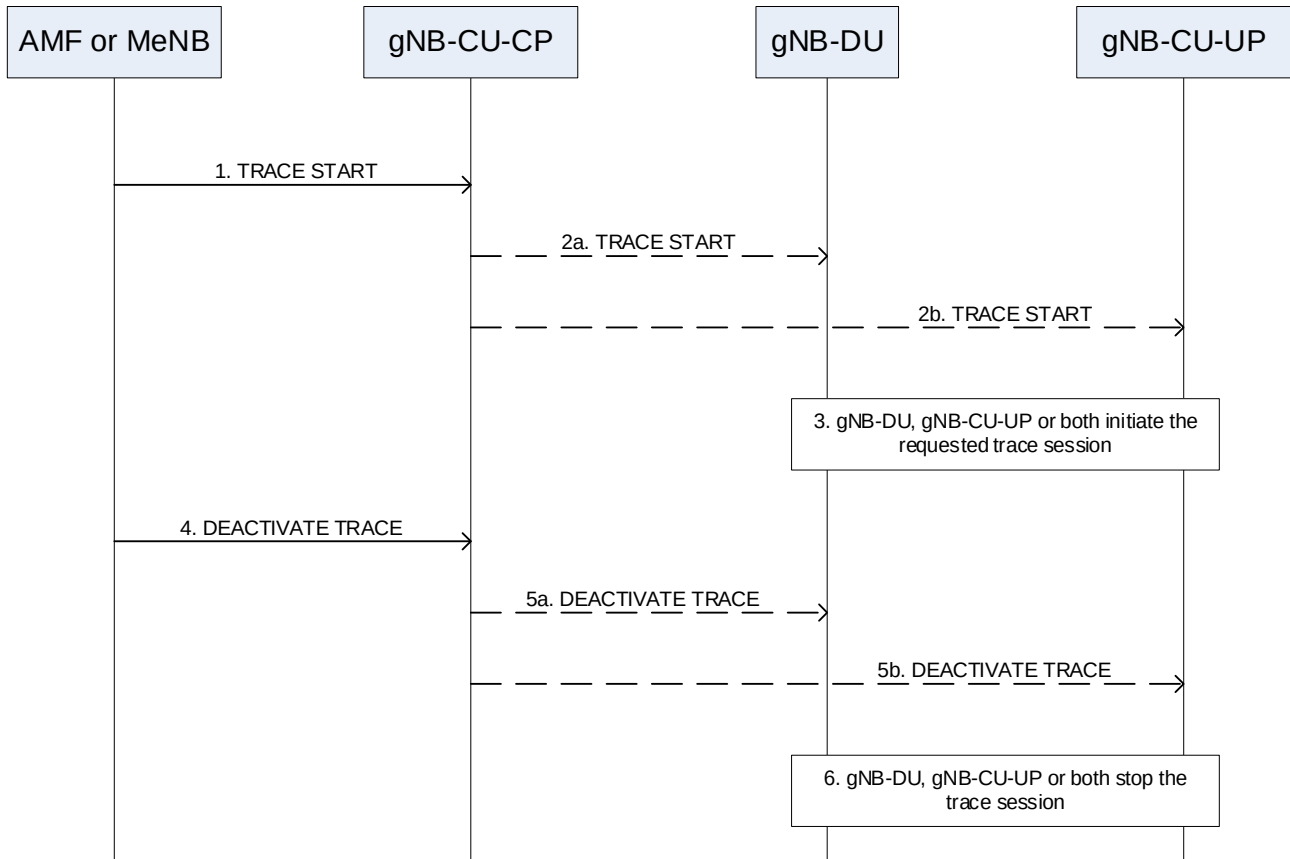 AMF or MeNB
gNB-CU-CP
gNB-DU
gNB-CU-UP
1. TRACE START
2a. TRACE START
2b. TRACE START
3. gNB-DU, gNB-CU-UP or both initiate the
requested trace session
4. DEACTIVATE TRACE
5a. DEACTIVATE TRACE
5b. DEACTIVATE TRACE
6. gNB-DU, gNB-CU-UP or both stop the
trace session